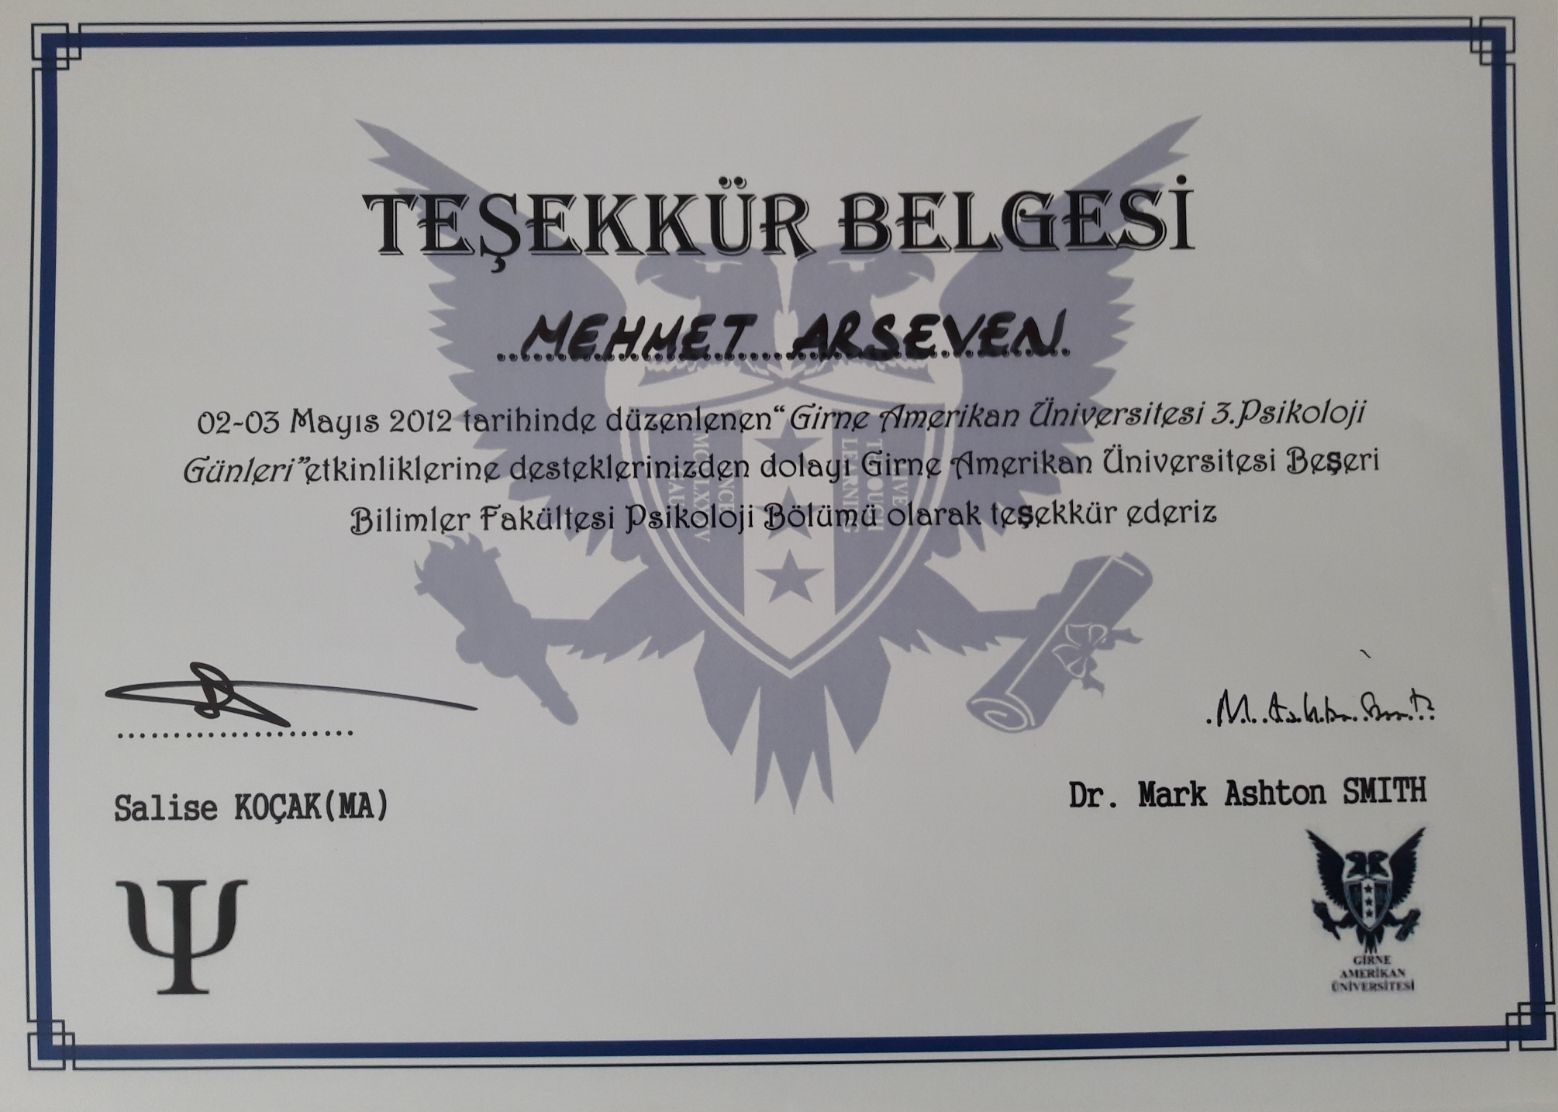 TEŞEKKÜR BELGESİ
MEHMET ARSEVEN
02-03 Mayıs 2012 tarihinde düzenlenen“Girne Amerikan Üniversitesi 3.Psikoloji
Günleri”etkinliklerine desteklerinizden dolayı Girne Amerikan Üniversitesi Beşeri
Bilimler Fakültesi Psikoloji Bölümü olarak teşekkür ederiz
Salise KOÇAK(MA)
Dr. Mark Ashton SMITH
Ψ
GİRNE
AMERİKAN
ÜNİVERSİTESİ